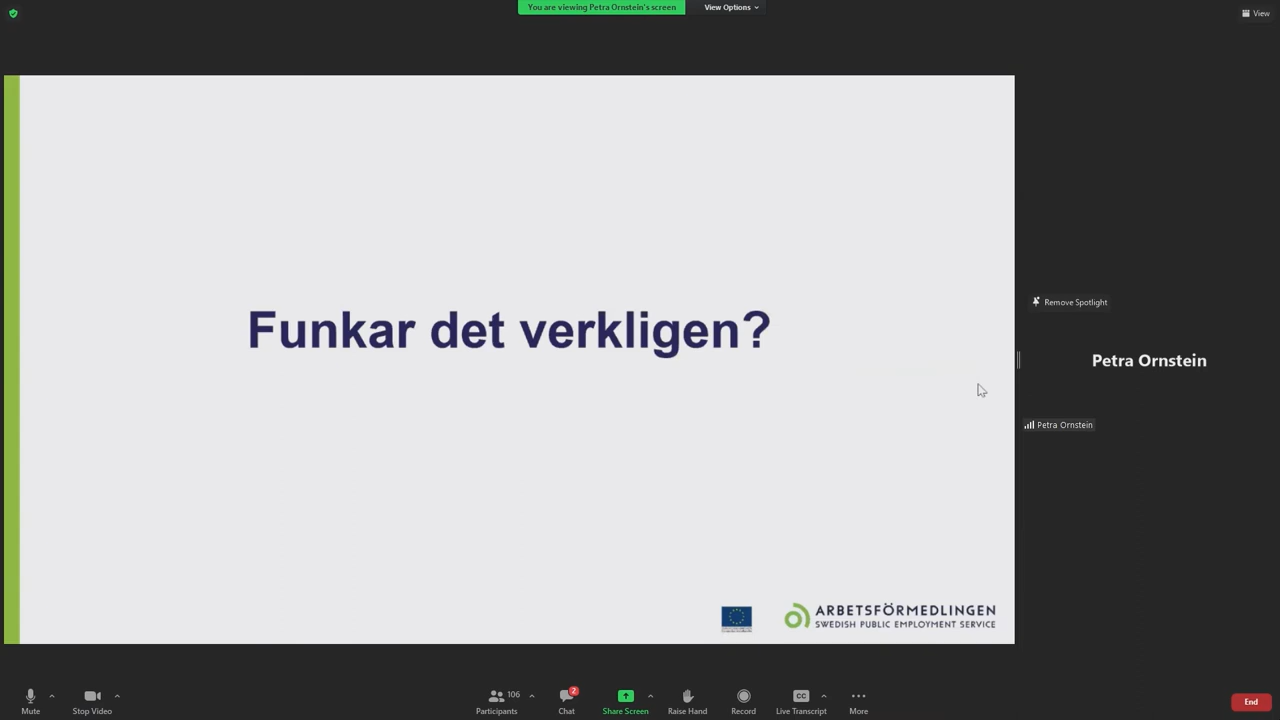 You are viewing Petra Ornstein's screen
View Options
View
Funkar det verkligen?
Remove Spotlight
Petra Ornstein
Petra Ornstein
ARBETSFÖRMEDLINGEN
SWEDISH PUBLIC EMPLOYMENT SERVICE
Mute
Stop Video
106
Participants
2
Chat
Share Screen
Raise Hand
Record
CC
Live Transcript
More
End